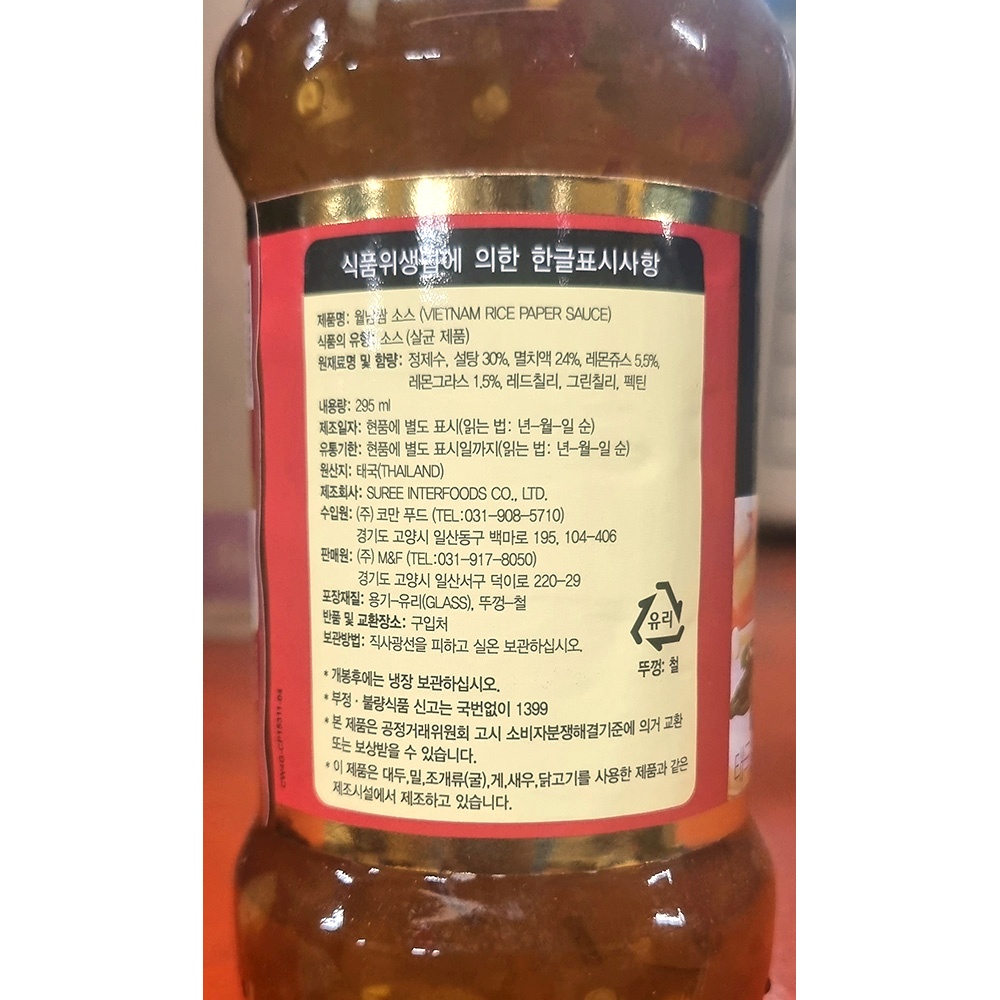 식품위생법에 의한 한글표시사항
제품명: 월남쌈 소스 (VIETNAM RICE PAPER SAUCE)
식품의 유형: 소스 (살균 제품)
원재료명 및 함량: 정제수, 설탕 30%, 멸치액 24%, 레몬쥬스 5.5%,
레몬그라스 1.5%, 레드칠리, 그린칠리, 펙틴
내용량: 295 ml
제조일자: 현품에 별도 표시(읽는 법: 년-월-일 순)
유통기한: 현품에 별도 표시일까지(읽는 법: 년-월-일 순)
원산지: 태국(THAILAND)
제조회사: SUREE INTERFOODS CO., LTD.
수입원: (주) 코만 푸드 (TEL:031-908-5710)
경기도 고양시 일산동구 백마로 195, 104-406
판매원: (주) M&F (TEL:031-917-8050)
경기도 고양시 일산서구 덕이로 220-29
포장재질: 용기-유리(GLASS), 뚜껑-철
반품 및 교환장소: 구입처
보관방법: 직사광선을 피하고 실온 보관하십시오.
유리
뚜껑: 철
* 개봉후에는 냉장 보관하십시오.
* 부정·불량식품 신고는 국번없이 1399
* 본 제품은 공정거래위원회 고시 소비자분쟁해결기준에 의거 교환
또는 보상받을 수 있습니다.
* 이 제품은 대두,밀,조개류(굴),게,새우,닭고기를 사용한 제품과 같은
제조시설에서 제조하고 있습니다.